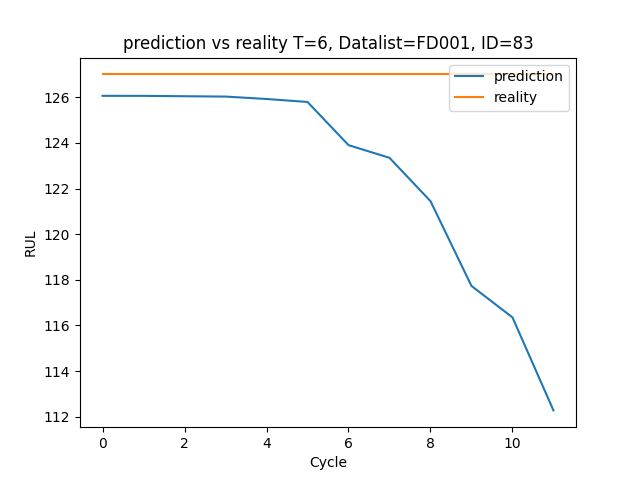 prediction vs reality T=6, Datalist=FD001, ID=83
prediction
reality
126
124
122
120
118
116
114
112
RUL
0 2 4 6 8 10
Cycle